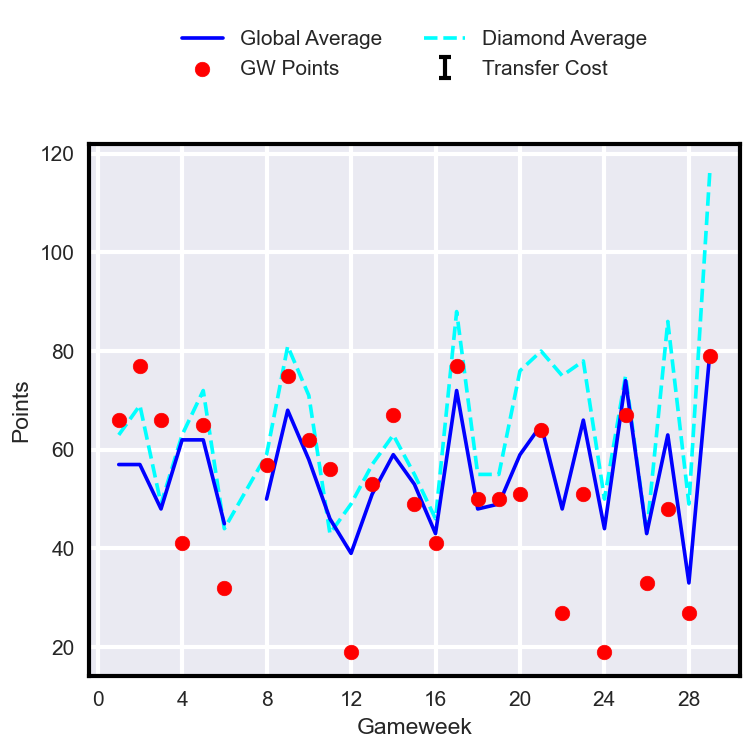 Global Average
Diamond Average
GW Points
Transfer Cost
120
100
80
60
40
20
Points
0 4 8 12 16 20 24 28
Gameweek